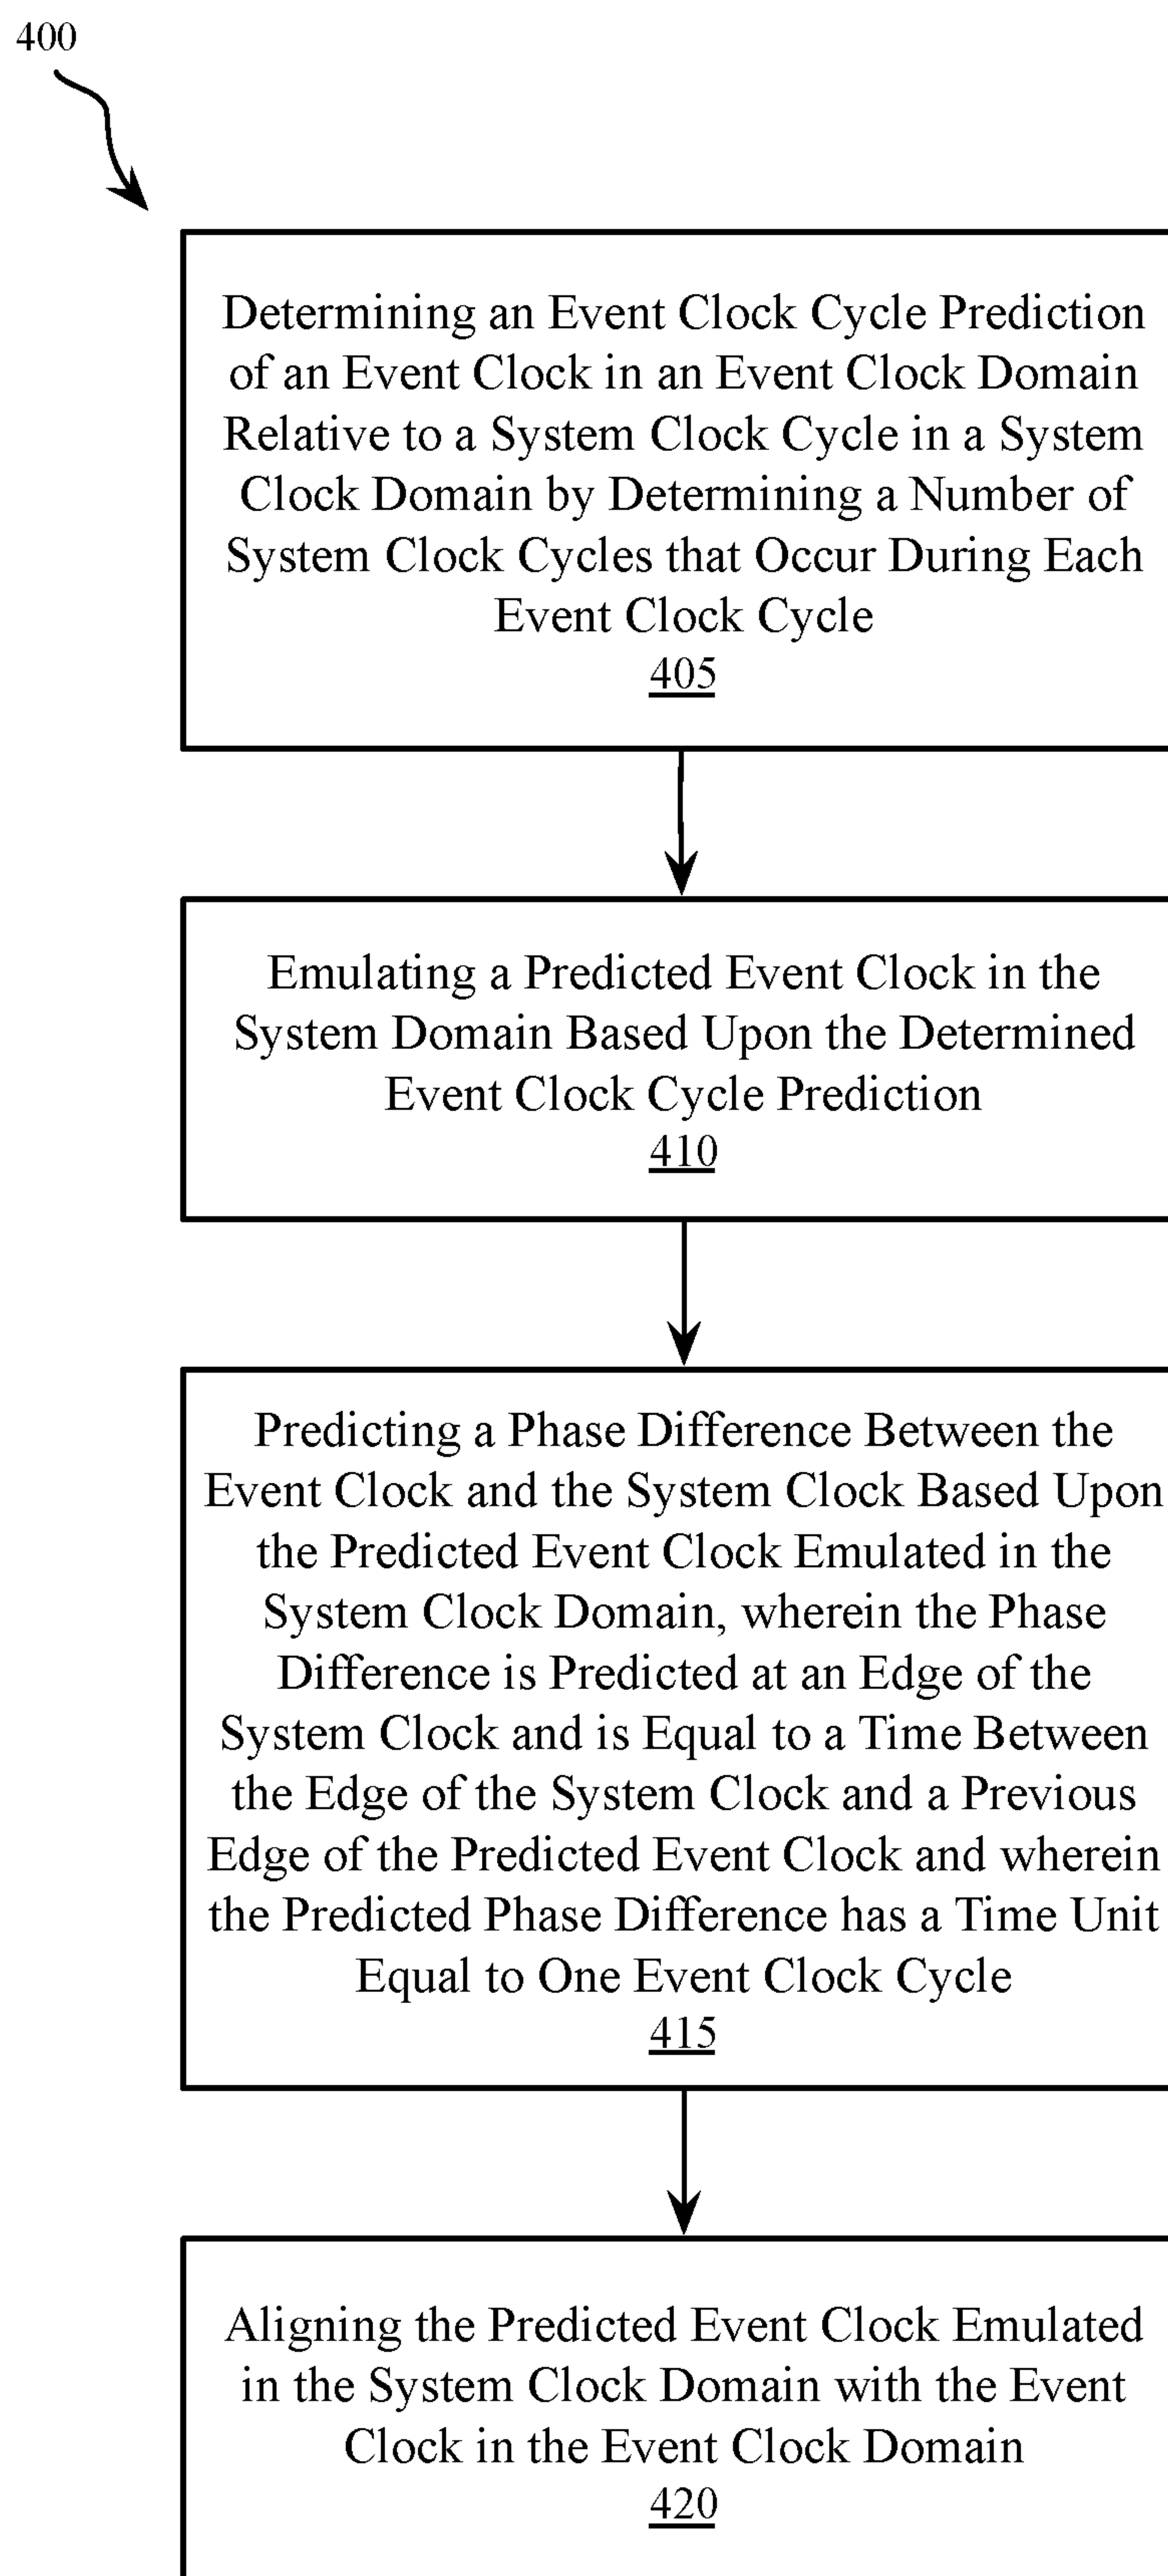 400
Determining an Event Clock Cycle Prediction
of an Event Clock in an Event Clock Domain
Relative to a System Clock Cycle in a System
Clock Domain by Determining a Number of
System Clock Cycles that Occur During Each
Event Clock Cycle
405
Emulating a Predicted Event Clock in the
System Domain Based Upon the Determined
Event Clock Cycle Prediction
410
Predicting a Phase Difference Between the
Event Clock and the System Clock Based Upon
the Predicted Event Clock Emulated in the
System Clock Domain, wherein the Phase
Difference is Predicted at an Edge of the
System Clock and is Equal to a Time Between
the Edge of the System Clock and a Previous
Edge of the Predicted Event Clock and wherein
the Predicted Phase Difference has a Time Unit
Equal to One Event Clock Cycle
415
Aligning the Predicted Event Clock Emulated
in the System Clock Domain with the Event
Clock in the Event Clock Domain
420